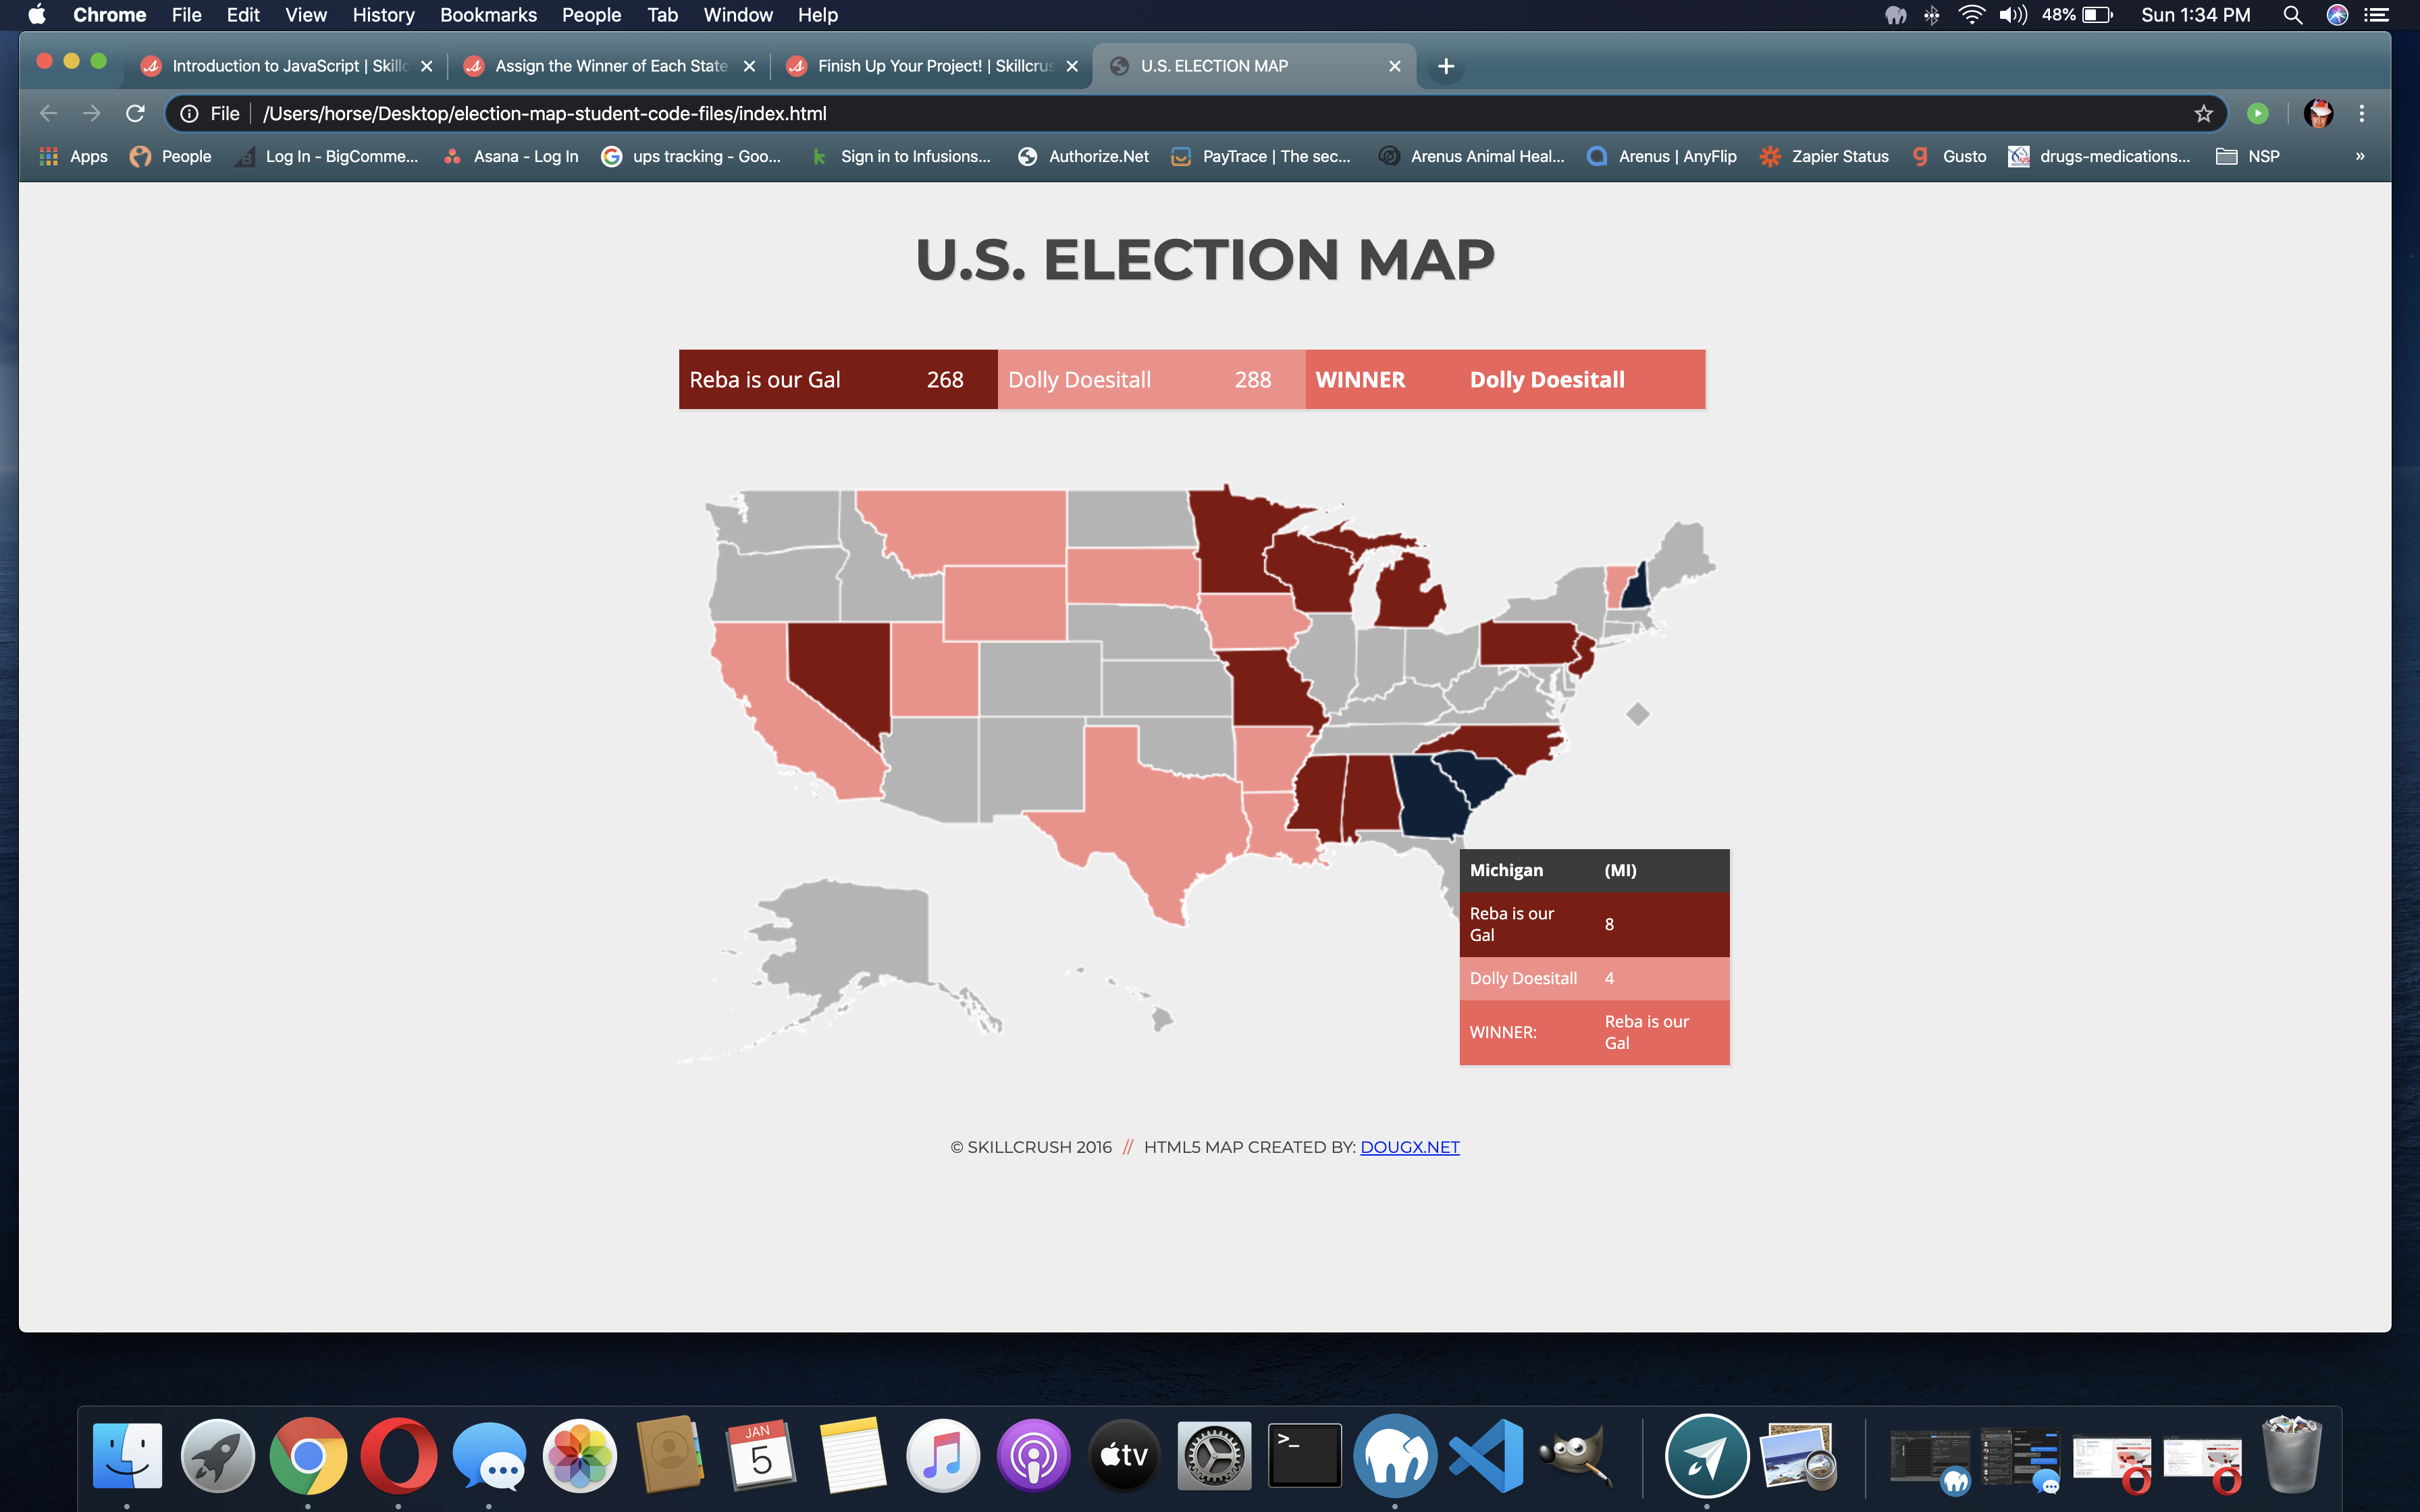 Chrome File Edit View History Bookmarks People Tab Window Help 48% Sun 1:34 PM
Introduction to JavaScript | Skillc Assign the Winner of Each State Finish Up Your Project! | Skillcrus U.S. ELECTION MAP
File /Users/horse/Desktop/election-map-student-code-files/index.html
Apps People Log In - BigComme... Asana - Log In ups tracking - Goo... Sign in to Infusions... Authorize.Net PayTrace | The sec... Arenus Animal Heal... Arenus | AnyFlip Zapier Status Gusto drugs-medications... NSP »
U.S. ELECTION MAP
Reba is our Gal 268 Dolly Doesitall 288 WINNER Dolly Doesitall
Michigan (MI)
Reba is our
Gal 8
Dolly Doesitall 4
WINNER: Reba is our
Gal
© SKILLCRUSH 2016 // HTML5 MAP CREATED BY: DOUGX.NET
JAN
5
tv
>_